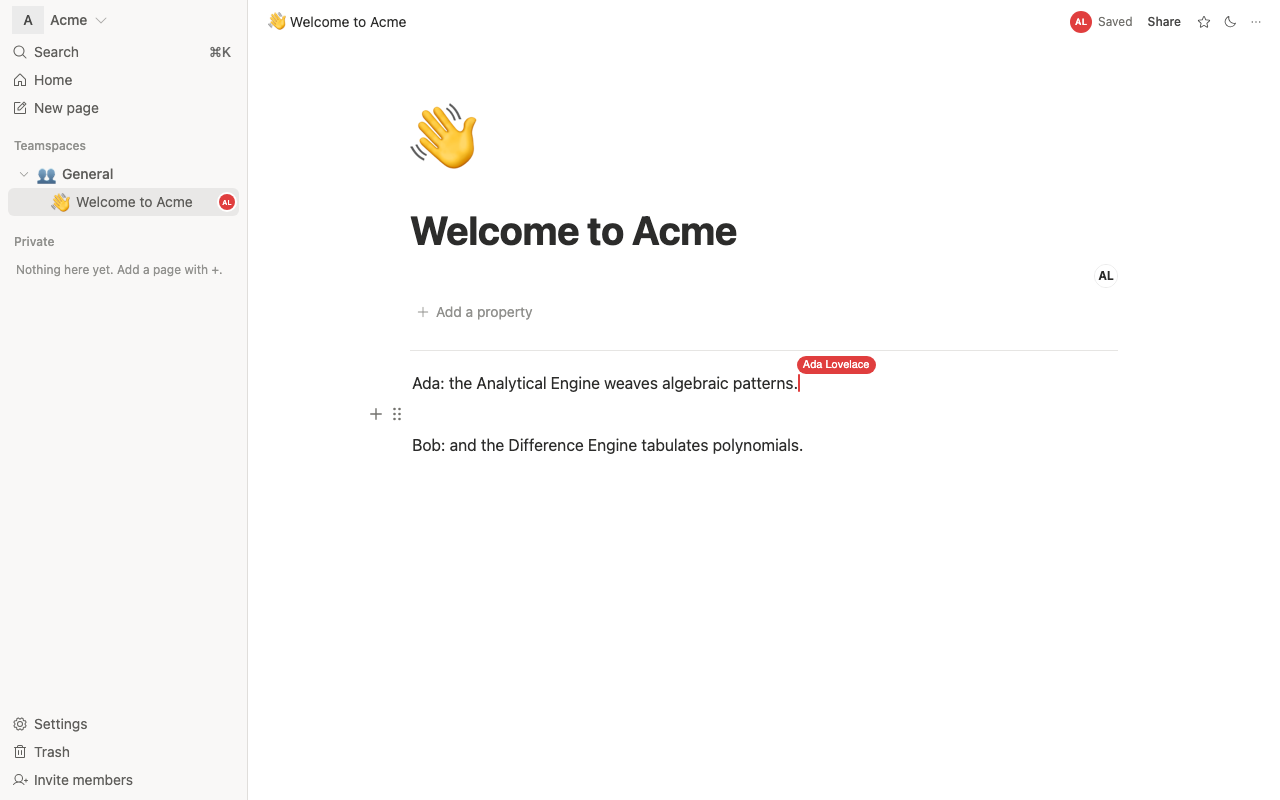 A Acme
Search ⌘K
Home
New page
Teamspaces
General
Welcome to Acme AL
Private
Nothing here yet. Add a page with +.
Settings
Trash
Invite members
Welcome to Acme
AL Saved Share
Welcome to Acme
AL
Add a property
Ada Lovelace
Ada: the Analytical Engine weaves algebraic patterns.
Bob: and the Difference Engine tabulates polynomials.